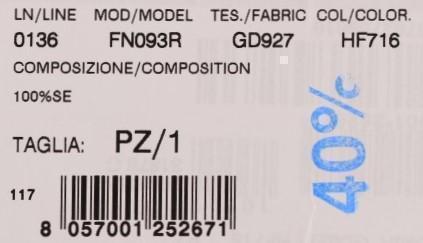 LN/LINE MOD/MODEL TES./FABRIC COL/COLOR.
0136 FN093R GD927 HF716
COMPOSIZIONE/COMPOSITION
100%SE
TAGLIA: PZ/1
40%
117
8 057001 252671